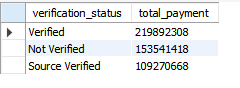 verification_status total_payment
Verified 219892308
Not Verified 153541418
Source Verified 109270668